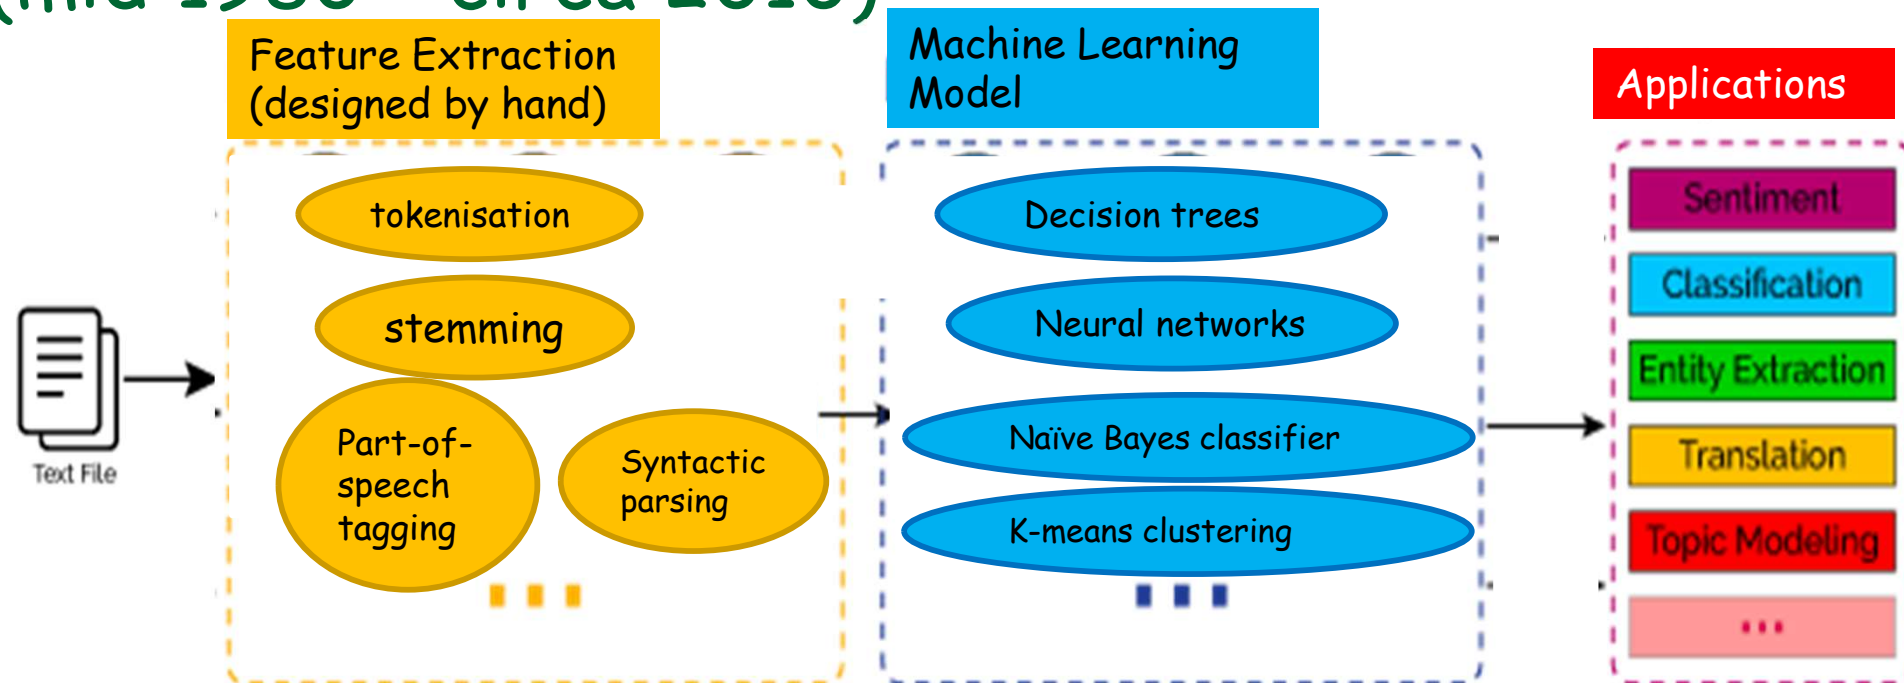 Feature Extraction
(designed by hand)
Machine Learning
Model
Applications
tokenisation
stemming
Part-of-
speech
tagging
Syntactic
parsing
Decision trees
Neural networks
Naïve Bayes classifier
K-means clustering
Sentiment
Classification
Entity Extraction
Translation
Topic Modeling
...
Text File